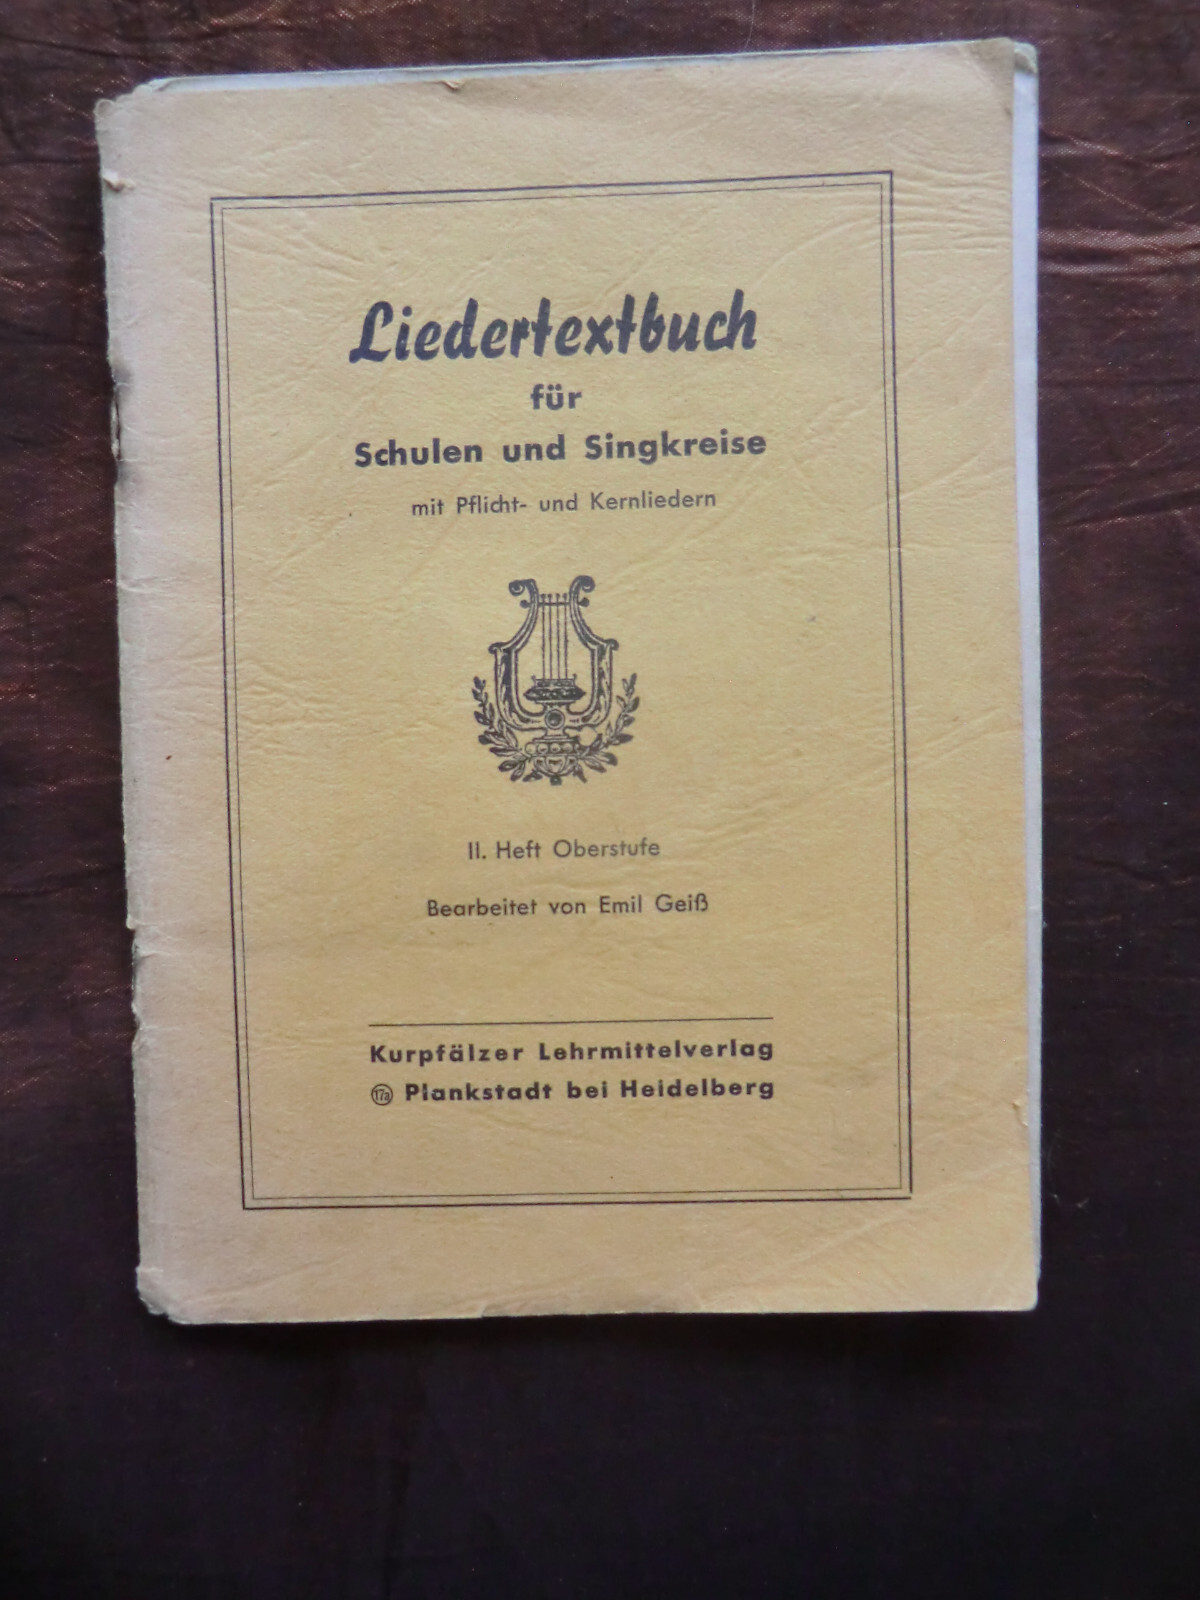 Liedertextbuch
für
Schulen und Singkreise
mit Pflicht- und Kernliedern
II. Heft Oberstufe
Bearbeitet von Emil Geiß
Kurpfälzer Lehrmittelverlag
17a Plankstadt bei Heidelberg